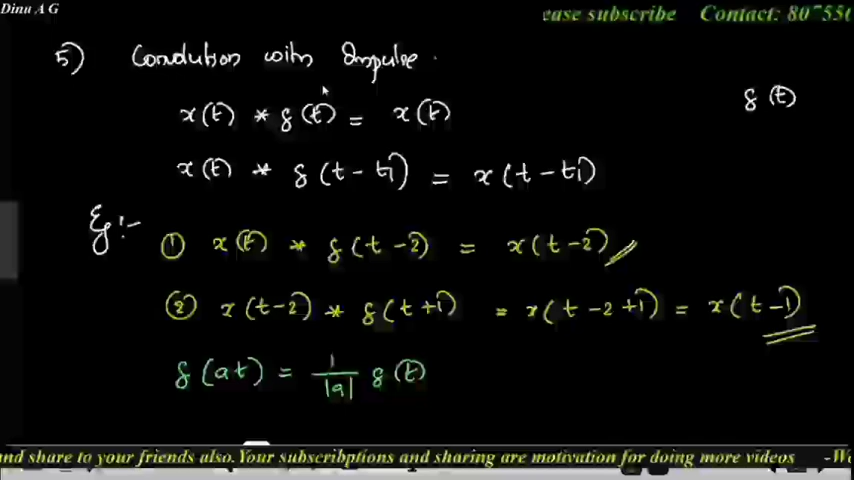 Dinu A G
ease subscribe Contact: 80755
5) Convolution with Impulse.
x(t) * δ(t) = x(t)
δ(t)
x(t) * δ(t-t1) = x(t-t1)
Eg:-
① x(t) * δ(t-2) = x(t-2)
② x(t-2) * δ(t+1) = x(t-2+1) = x(t-1)
δ(at) = 1/|a| δ(t)
nd share to your friends also. Your subscribptions and sharing are motivation for doing more videos -W